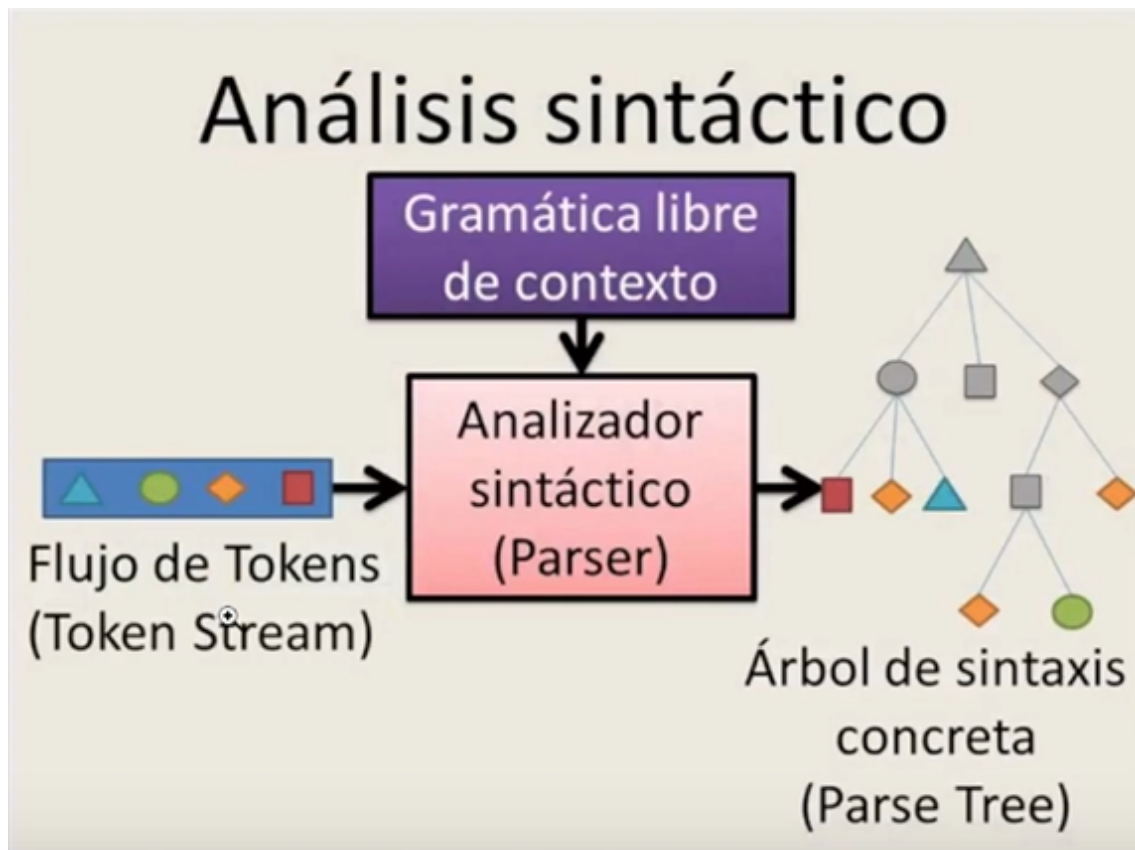 Análisis sintáctico
Gramática libre
de contexto
Analizador
sintáctico
(Parser)
Flujo de Tokens
(Token Stream)
Árbol de sintaxis
concreta
(Parse Tree)